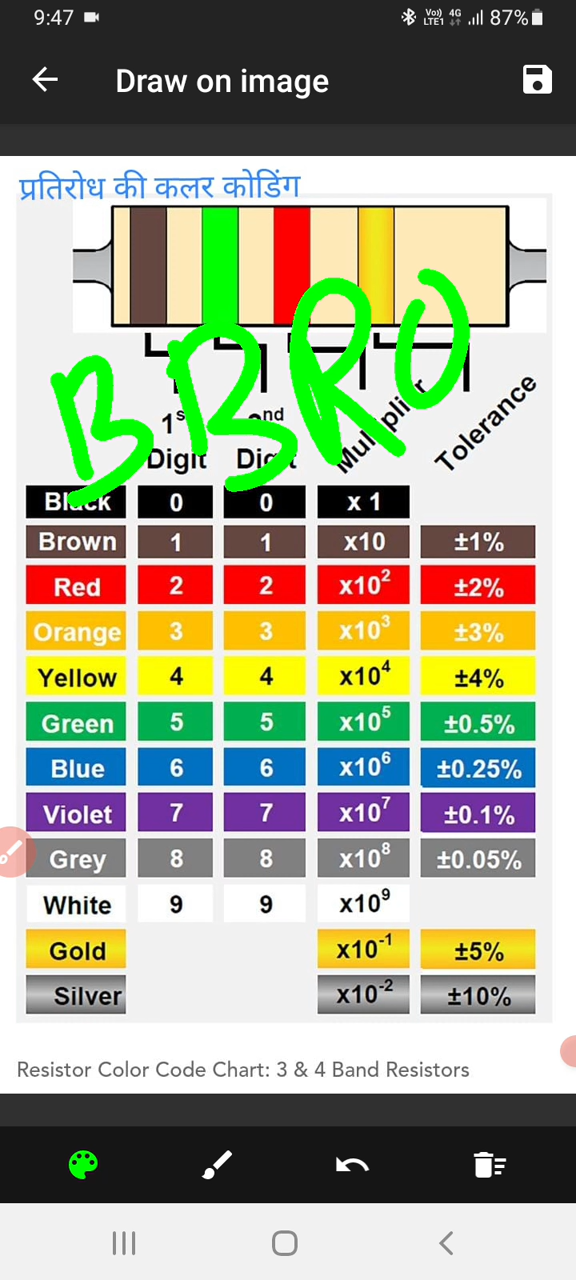 9:47 Vo)) LTE1 4G 87%
Draw on image
प्रतिरोध की कलर कोडिंग
BBRO
1st 2nd Multiplier Tolerance
Digit Digit
Black 0 0 x 1
Brown 1 1 x10 ±1%
Red 2 2 x10² ±2%
Orange 3 3 x10³ ±3%
Yellow 4 4 x10⁴ ±4%
Green 5 5 x10⁵ ±0.5%
Blue 6 6 x10⁶ ±0.25%
Violet 7 7 x10⁷ ±0.1%
Grey 8 8 x10⁸ ±0.05%
White 9 9 x10⁹
Gold x10⁻¹ ±5%
Silver x10⁻² ±10%
Resistor Color Code Chart: 3 & 4 Band Resistors